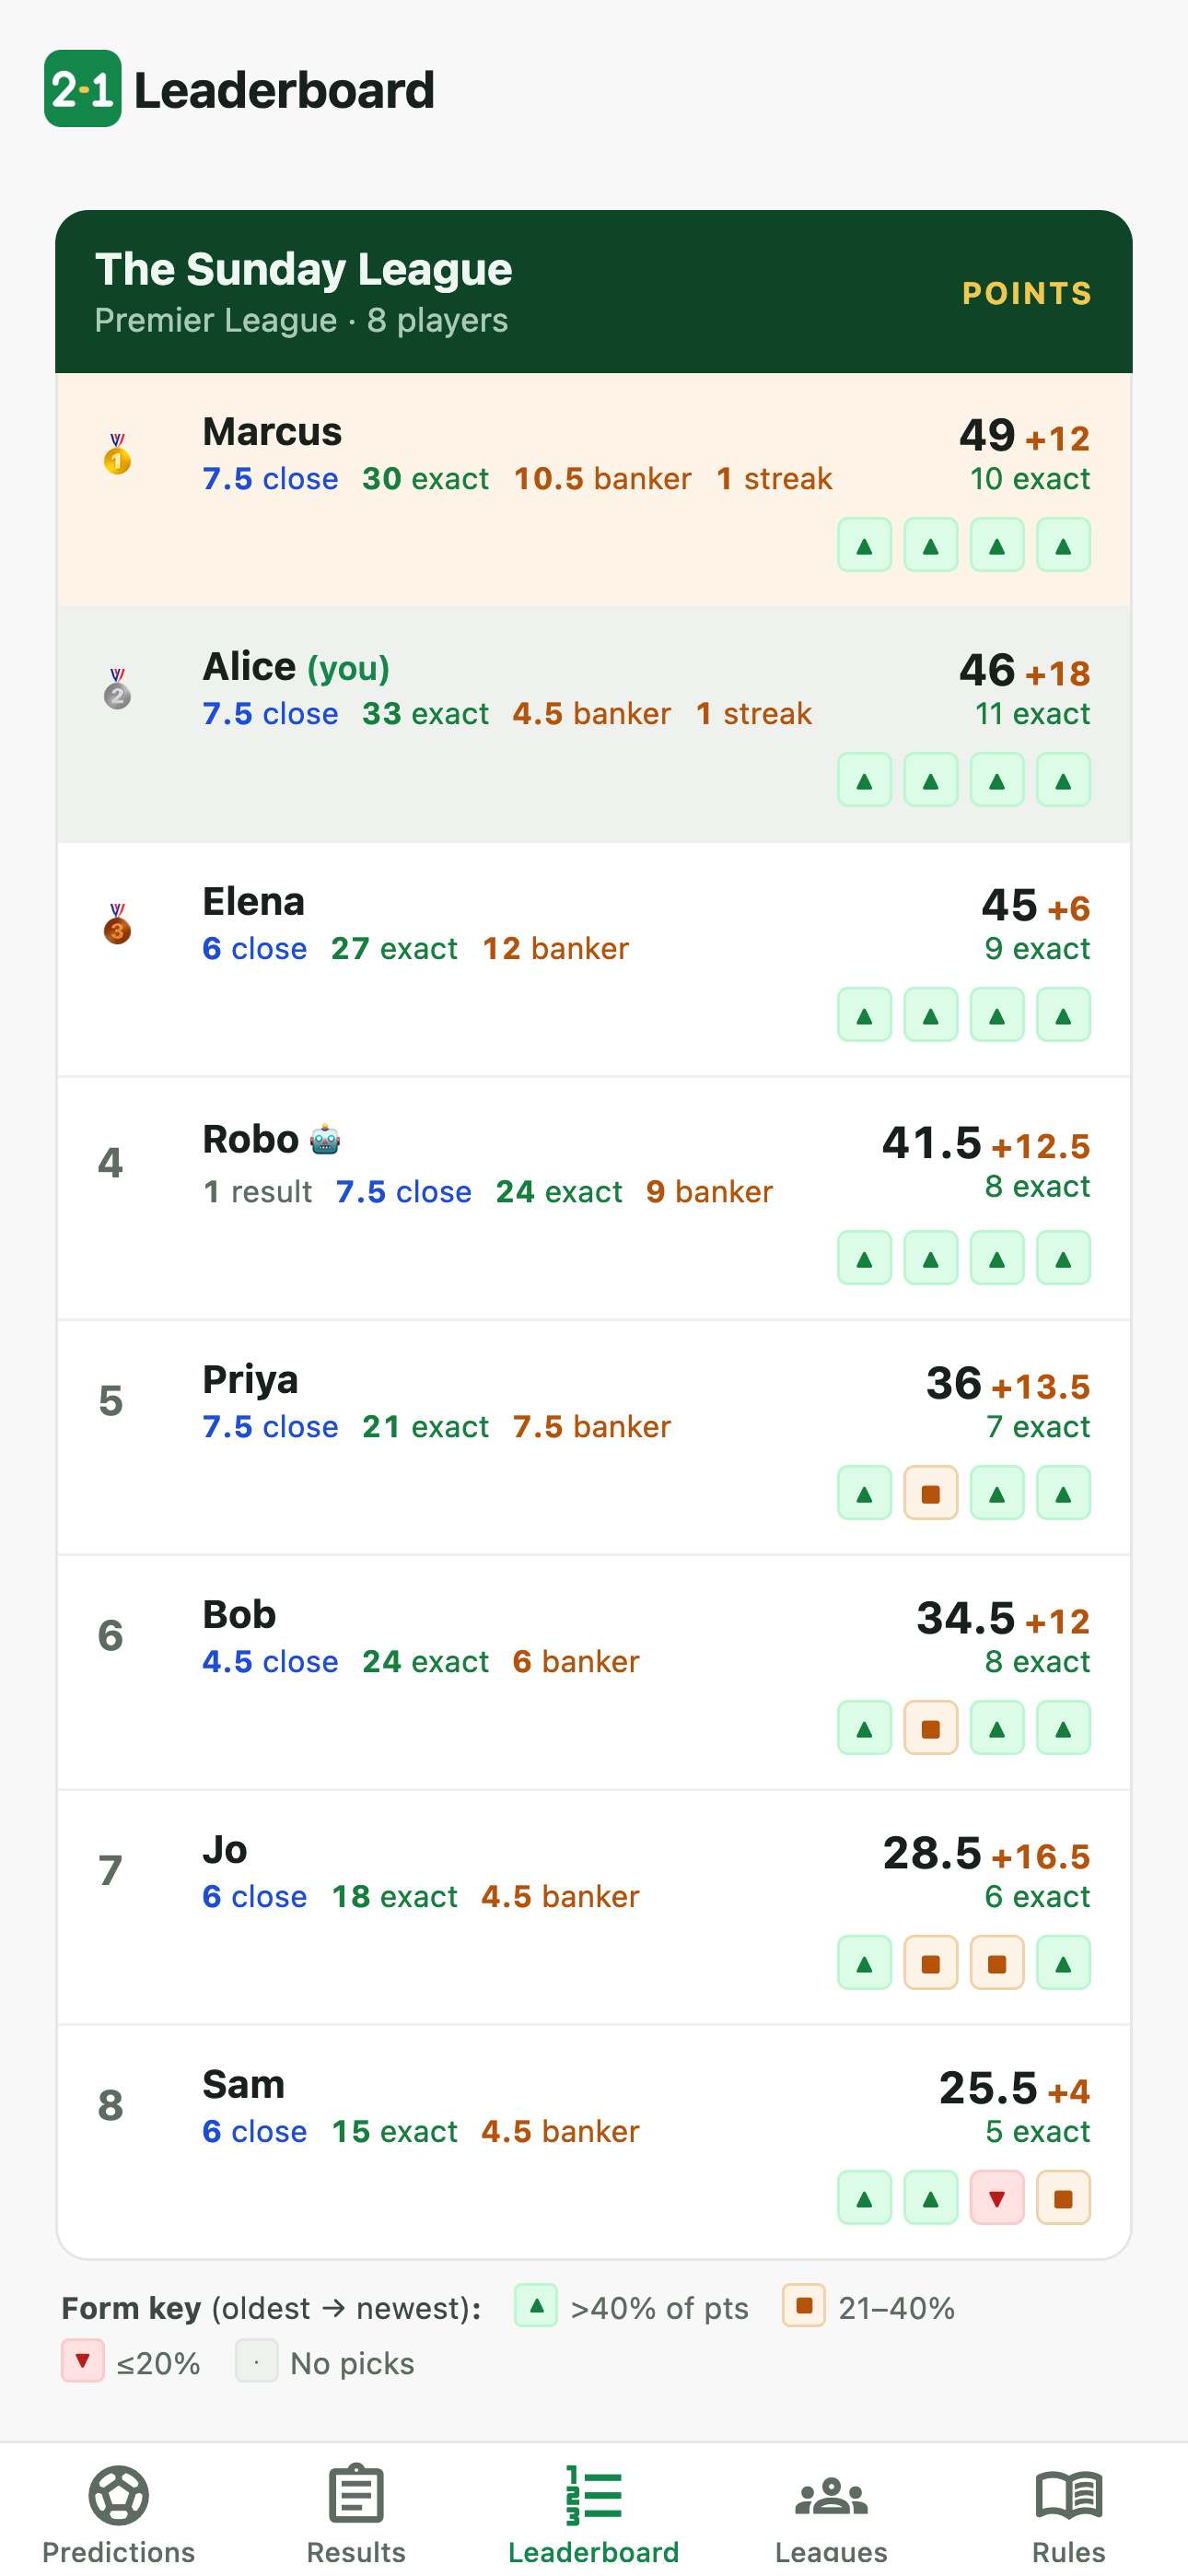 2-1 Leaderboard
The Sunday League
Premier League · 8 players
POINTS
Marcus
49 +12
7.5 close 30 exact 10.5 banker 1 streak
10 exact
Alice (you)
46 +18
7.5 close 33 exact 4.5 banker 1 streak
11 exact
Elena
45 +6
6 close 27 exact 12 banker
9 exact
4
Robo
41.5 +12.5
1 result 7.5 close 24 exact 9 banker
8 exact
5
Priya
36 +13.5
7.5 close 21 exact 7.5 banker
7 exact
6
Bob
34.5 +12
4.5 close 24 exact 6 banker
8 exact
7
Jo
28.5 +16.5
6 close 18 exact 4.5 banker
6 exact
8
Sam
25.5 +4
6 close 15 exact 4.5 banker
5 exact
Form key (oldest → newest): >40% of pts 21–40%
≤20% No picks
Predictions Results Leaderboard Leagues Rules